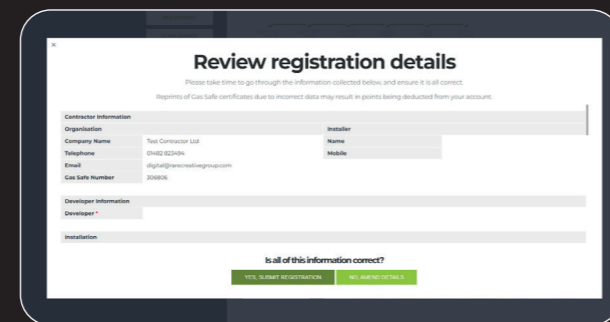 ×
Review registration details
Please take time to go through the information collected below, and ensure it is all correct.
Reprints of Gas Safe certificates due to incorrect data may result in points being deducted from your account.
Contractor Information
Organisation Installer
Company Name Test Contractor Ltd Name
Telephone 01482 823494 Mobile
Email digital@rarecreativegroup.com
Gas Safe Number 306806
Developer Information
Developer *
Installation
Is all of this information correct?
YES, SUBMIT REGISTRATION NO, AMEND DETAILS